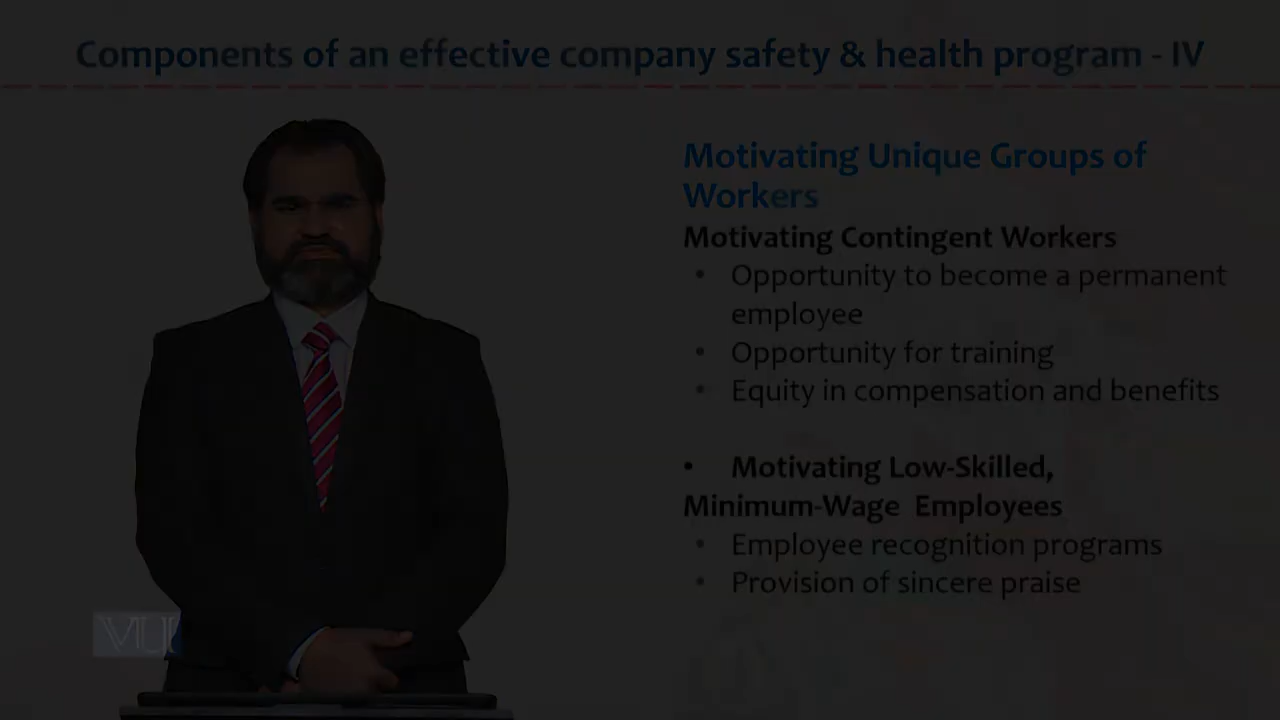 Components of an effective company safety & health program - IV
Motivating Unique Groups of
Workers
Motivating Contingent Workers
• Opportunity to become a permanent
employee
• Opportunity for training
• Equity in compensation and benefits
• Motivating Low-Skilled,
Minimum-Wage Employees
• Employee recognition programs
• Provision of sincere praise
VU